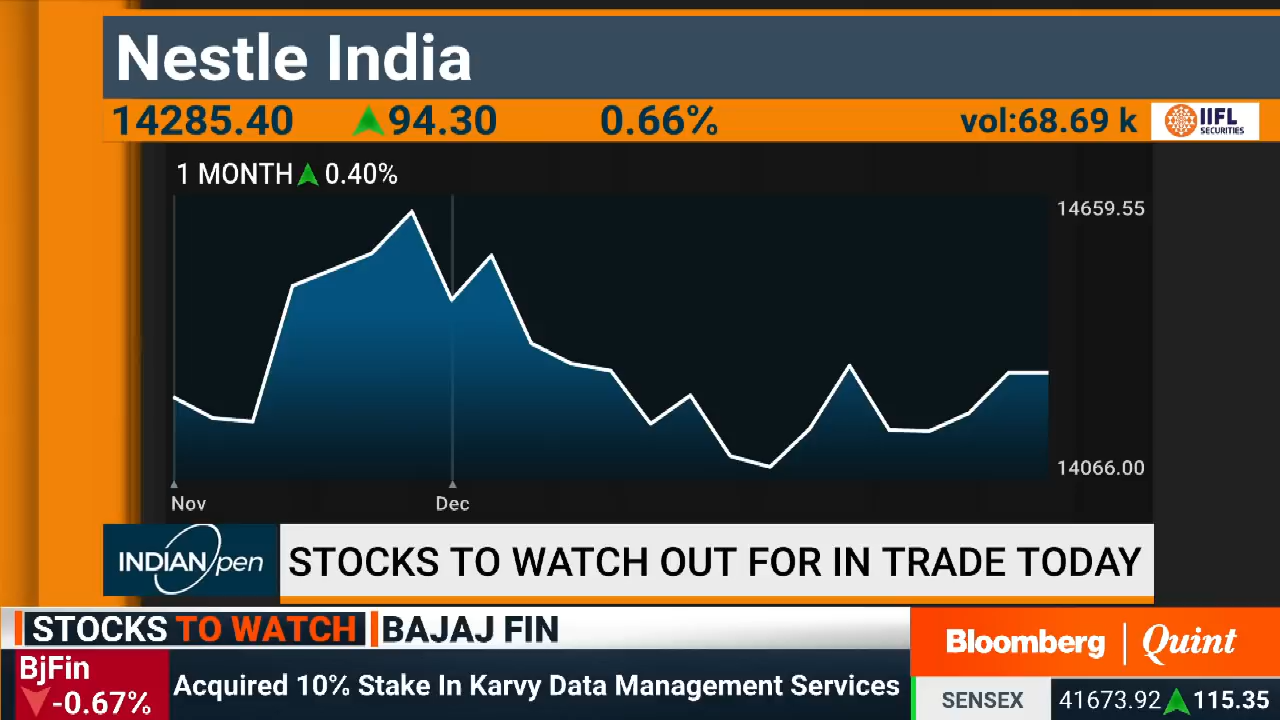 Nestle India
14285.40 94.30 0.66% vol:68.69 k IIFL SECURITIES
1 MONTH 0.40%
14659.55
14066.00
Nov Dec
INDIAN Open STOCKS TO WATCH OUT FOR IN TRADE TODAY
STOCKS TO WATCH BAJAJ FIN
Bloomberg | Quint
BjFin
-0.67%
Acquired 10% Stake In Karvy Data Management Services
SENSEX 41673.92 115.35